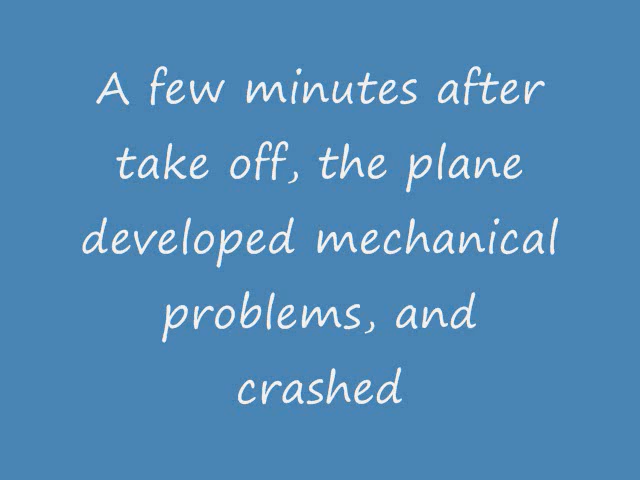 A few minutes after
take off, the plane
developed mechanical
problems, and
crashed